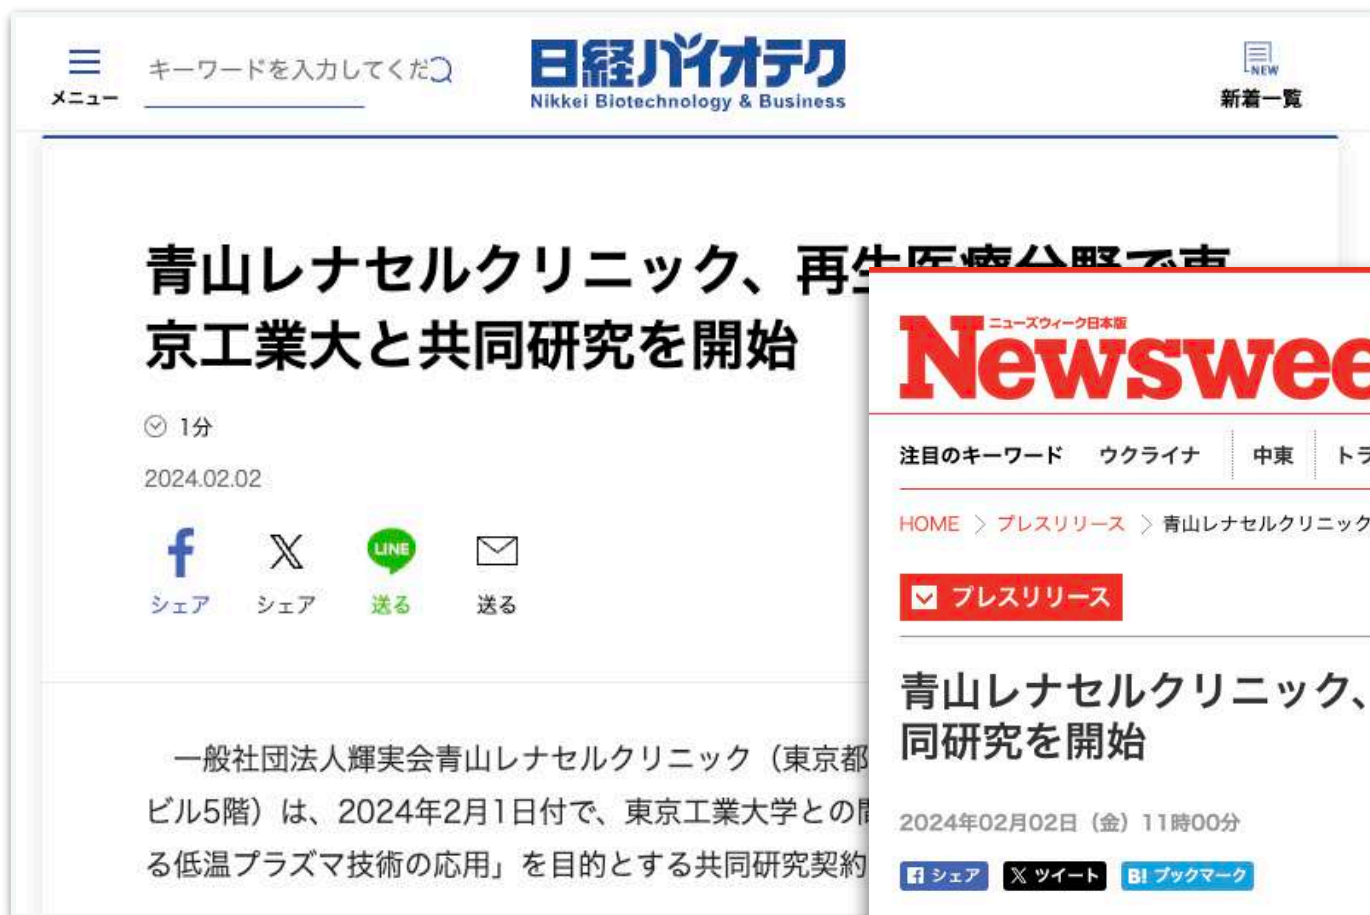 メニュー
キーワードを入力してくだ
日経バイオテク
Nikkei Biotechnology & Business
NEW
新着一覧
青山レナセルクリニック、再生医療分野で東
京工業大と共同研究を開始
1分
2024.02.02
LINE
シェア シェア 送る 送る
一般社団法人輝実会青山レナセルクリニック（東京都
ビル5階）は、2024年2月1日付で、東京工業大学との
る低温プラズマ技術の応用」を目的とする共同研究契約
ニューズウィーク日本版
Newswee
注目のキーワード ウクライナ 中東 トラ
HOME > プレスリリース > 青山レナセルクリニック
プレスリリース
青山レナセルクリニック、
同研究を開始
2024年02月02日（金）11時00分
シェア ツイート B! ブックマーク